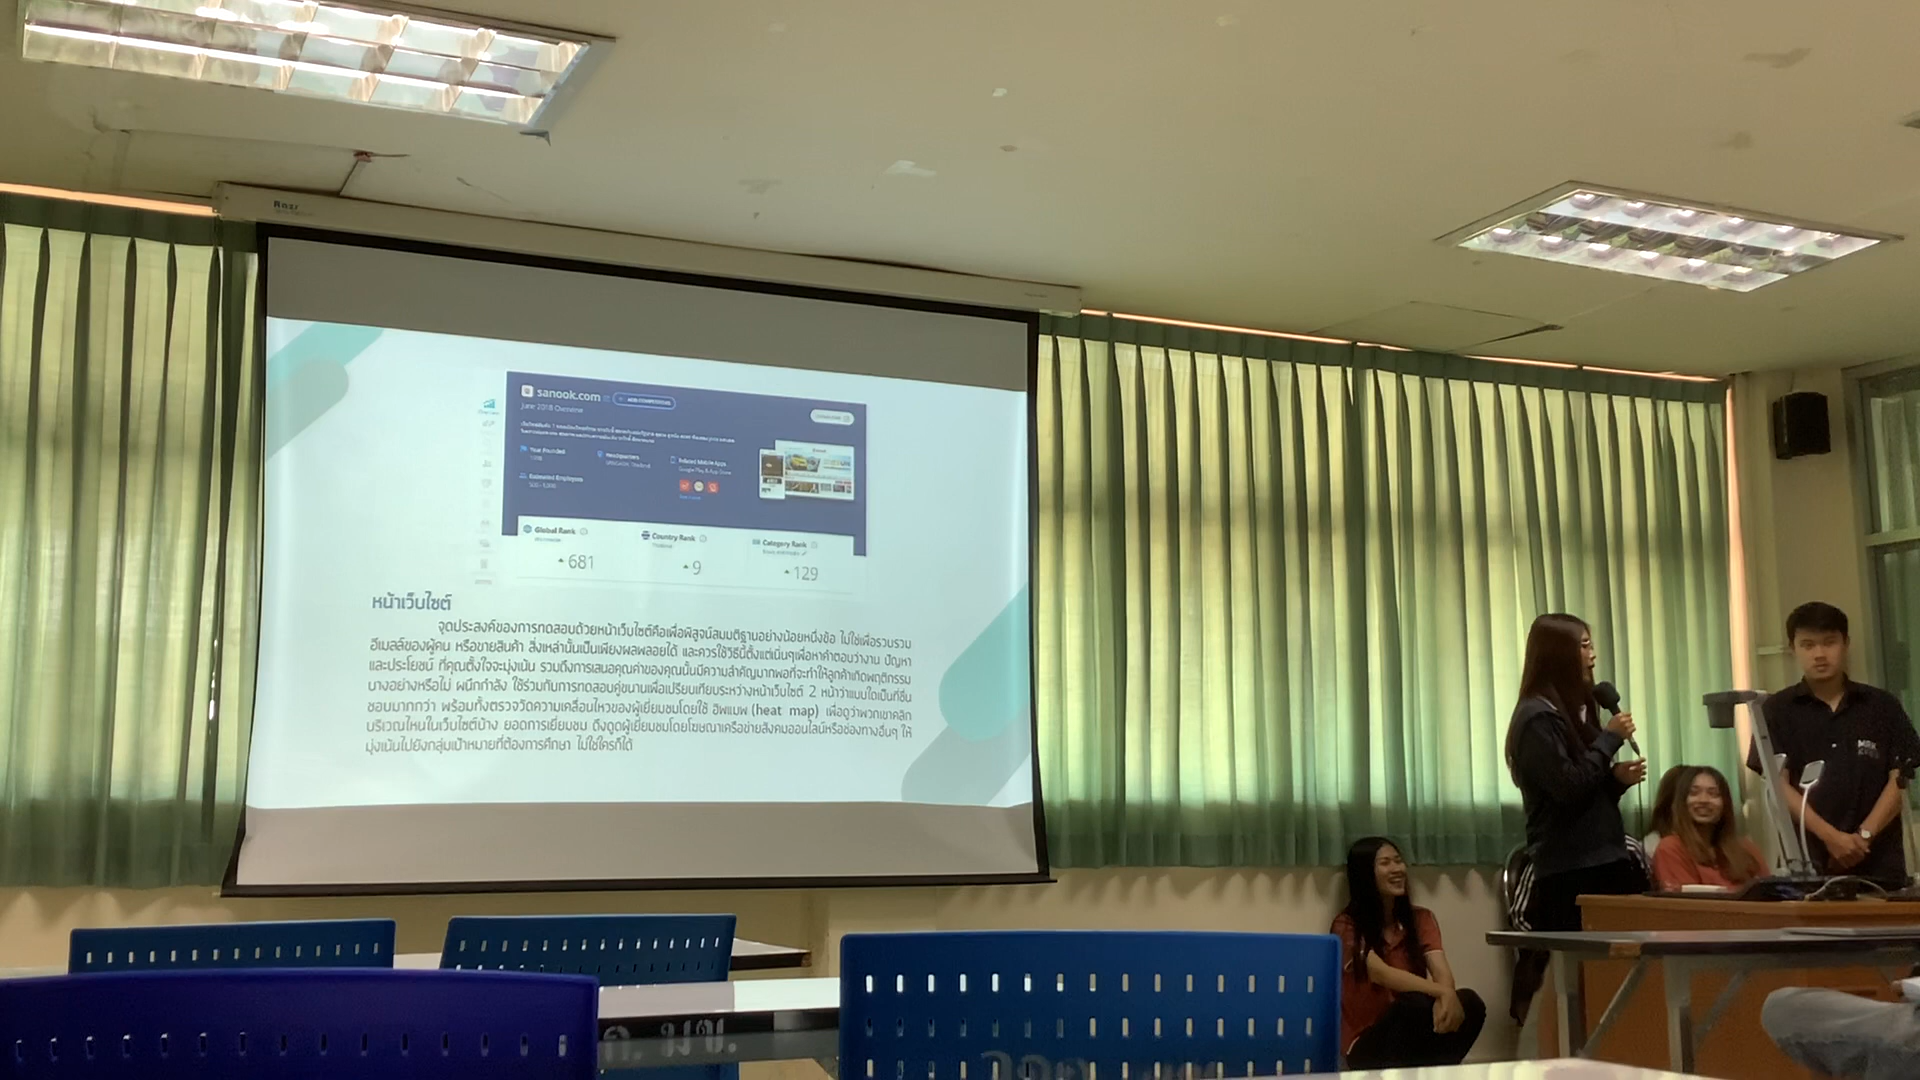 sanook.com
ADD COMPETITORS
June 2018 Overview
Year Founded
Headquarters
Related Mobile Apps
Google Play & App Store
Estimated Employees
Global Rank
Country Rank
Category Rank
681
9
129
หน้าเว็บไซต์
จุดประสงค์ของการทดสอบด้วยหน้าเว็บไซต์คือเพื่อพิสูจน์สมมติฐานอย่างน้อยหนึ่งข้อ ไม่ใช่เพื่อรวบรวม
อีเมลล์ของผู้คน หรือขายสินค้า สิ่งเหล่านั้นเป็นเพียงผลพลอยได้ และควรใช้วิธีนี้ตั้งแต่เนิ่นๆเพื่อหาคำตอบว่างาน ปัญหา
และประโยชน์ ที่คุณตั้งใจจะมุ่งเน้น รวมถึงการเสนอคุณค่าของคุณนั้นมีความสำคัญมากพอที่จะทำให้ลูกค้าเกิดพฤติกรรม
บางอย่างหรือไม่ ผนึกกำลัง ใช้ร่วมกับการทดสอบคู่ขนานเพื่อเปรียบเทียบระหว่างหน้าเว็บไซต์ 2 หน้าว่าแบบใดเป็นที่ชื่น
ชอบมากกว่า พร้อมทั้งตรวจวัดความเคลื่อนไหวของผู้เยี่ยมชมโดยใช้ ฮีพแมพ (heat map) เพื่อดูว่าพวกเขาคลิก
บริเวณไหนในเว็บไซต์บ้าง ยอดการเยี่ยมชม ดึงดูดผู้เยี่ยมชมโดยโฆษณาเครือข่ายสังคมออนไลน์หรือช่องทางอื่นๆ ให้
มุ่งเน้นไปยังกลุ่มเป้าหมายที่ต้องการศึกษา ไม่ใช่ใครก็ได้